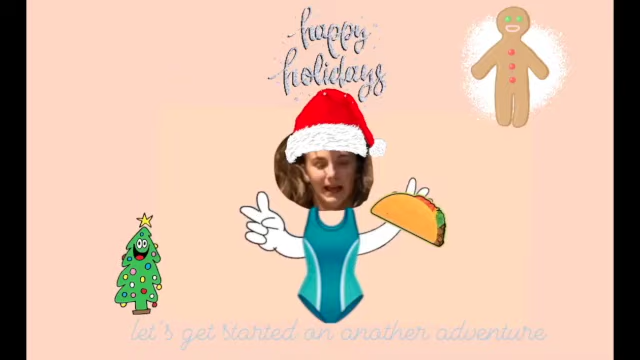 happy
holidays
let's get started on another adventure